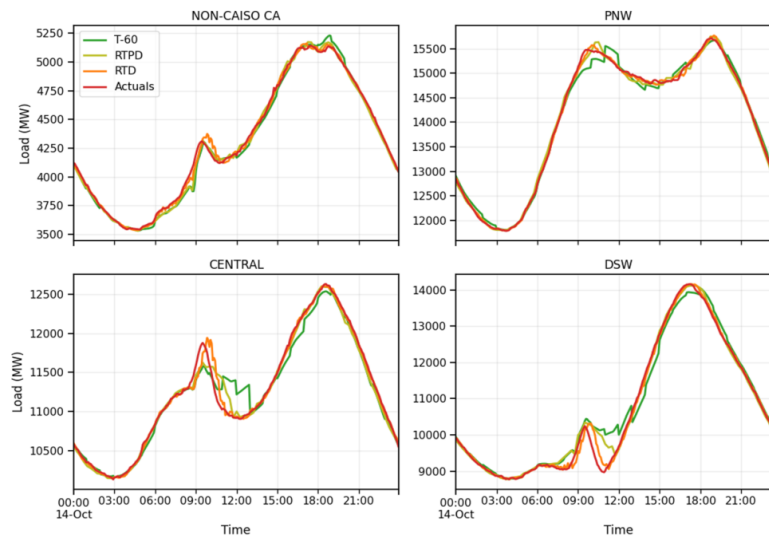 NON-CAISO CA
PNW
T-60
RTPD
RTD
Actuals
Load (MW)
5250
5000
4750
4500
4250
4000
3750
3500
15500
15000
14500
14000
13500
13000
12500
12000
CENTRAL
DSW
Load (MW)
12500
12000
11500
11000
10500
14000
13000
12000
11000
10000
9000
00:00 03:00 06:00 09:00 12:00 15:00 18:00 21:00
14-Oct
Time
00:00 03:00 06:00 09:00 12:00 15:00 18:00 21:00
14-Oct
Time